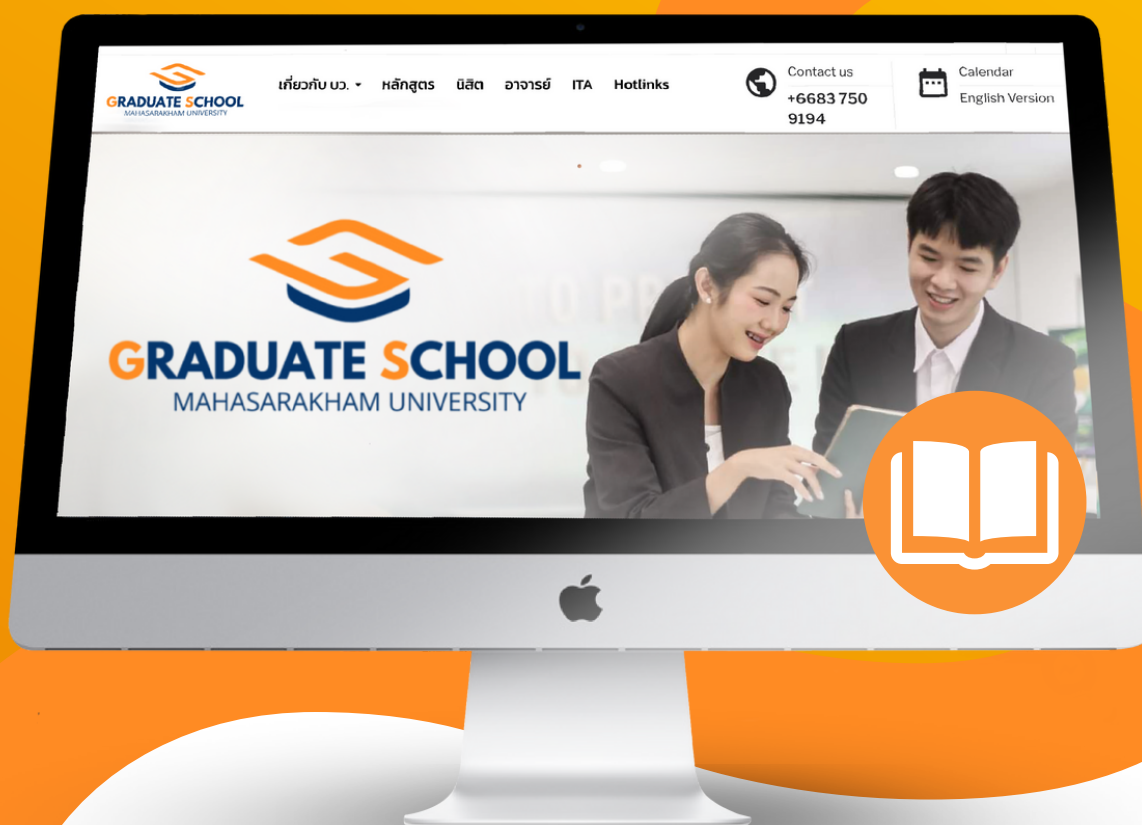 GRADUATE SCHOOL
MAHASARAKHAM UNIVERSITY
เกี่ยวกับ บว.
หลักสูตร
นิสิต
อาจารย์
ITA
Hotlinks
Contact us
+6683 750
9194
Calendar
English Version
GRADUATE SCHOOL
MAHASARAKHAM UNIVERSITY